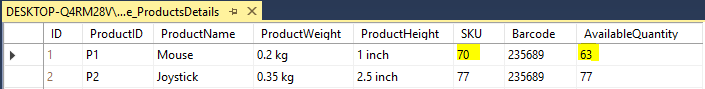 DESKTOP-Q4RM28V\...e_ProductsDetails
ID ProductID ProductName ProductWeight ProductHeight SKU Barcode AvailableQuantity
1 P1 Mouse 0.2 kg 1 inch 70 235689 63
2 P2 Joystick 0.35 kg 2.5 inch 77 235689 77